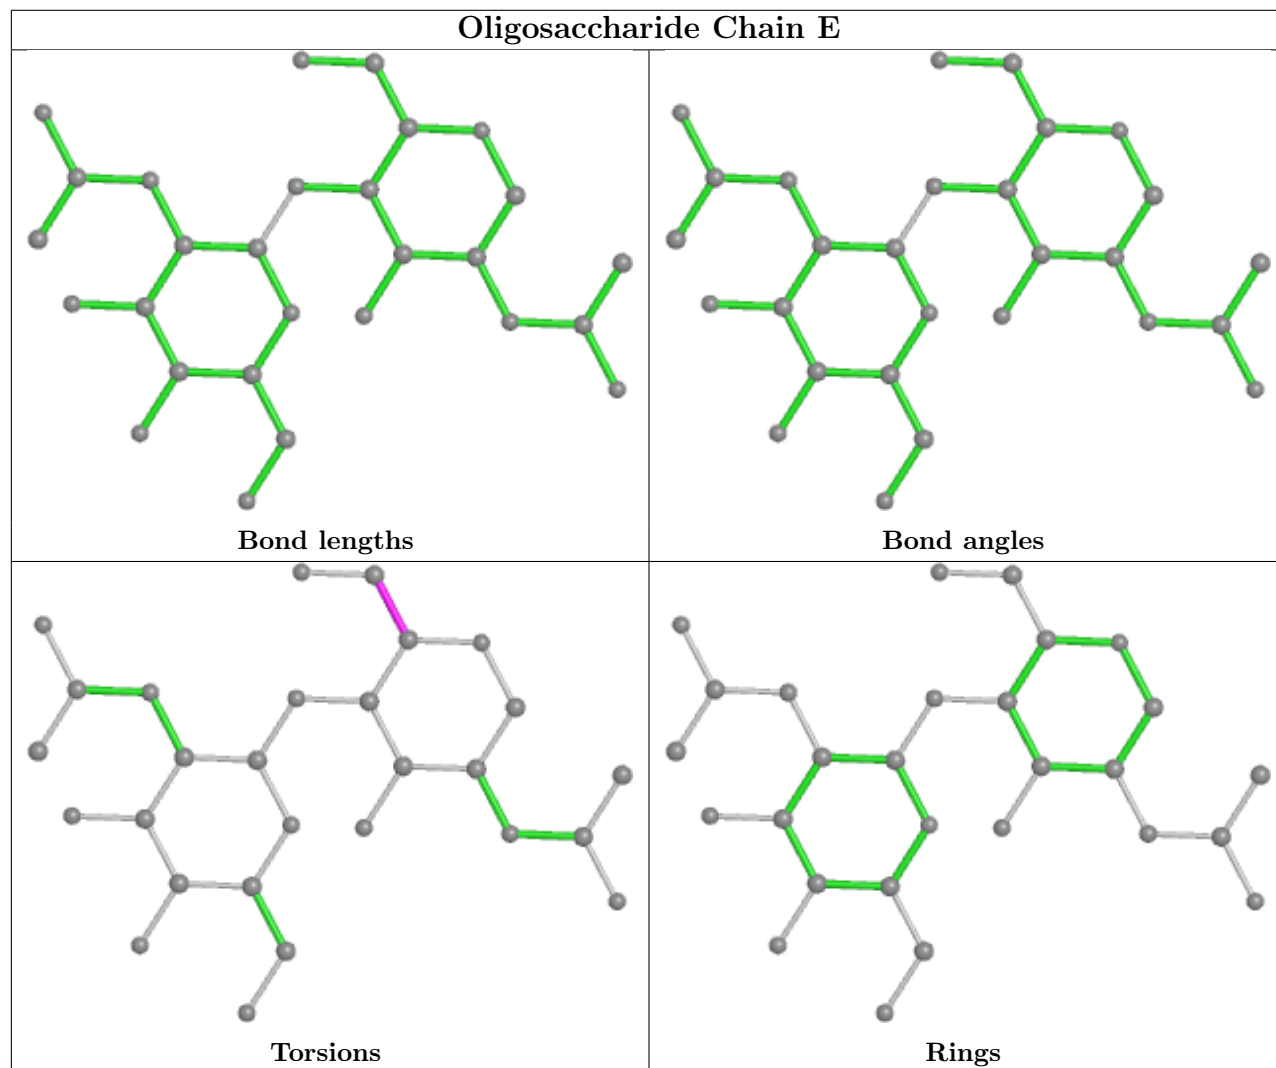 Oligosaccharide Chain E
Bond lengths
Bond angles
Torsions
Rings